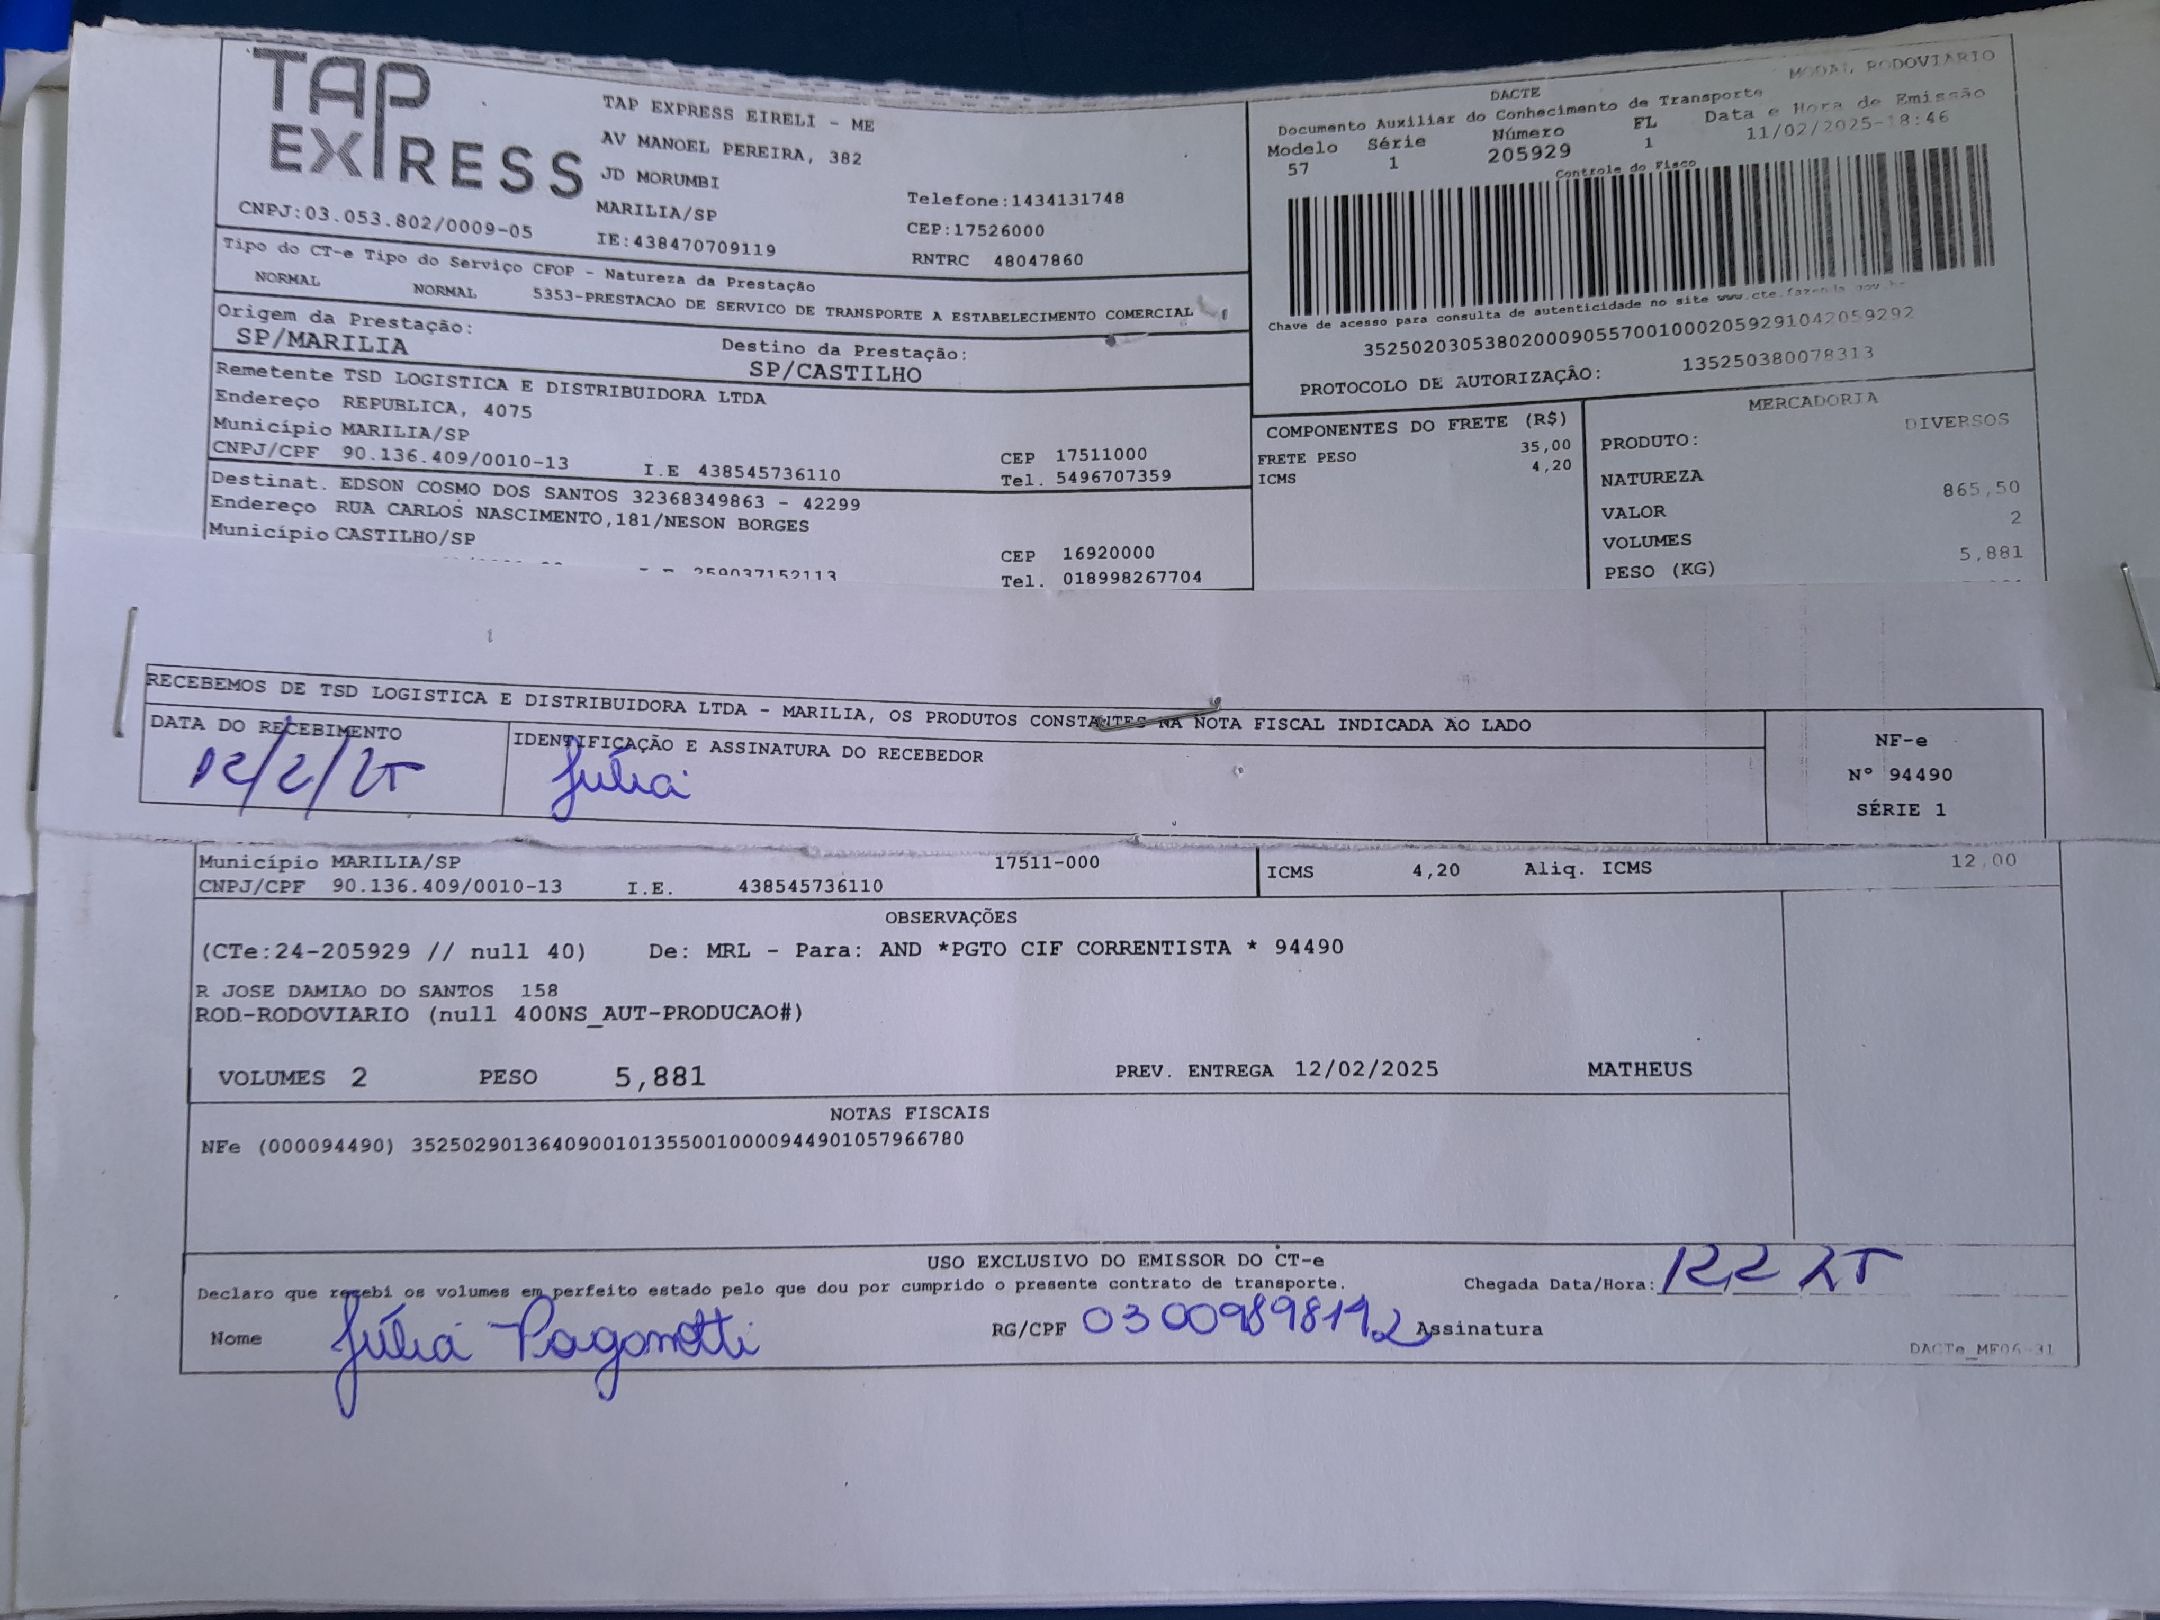 TAP EXPRESS
TAP EXPRESS EIRELI - ME
AV MANOEL PEREIRA, 382
JD MORUMBI
MARILIA/SP
Telefone:1434131748
CEP:17526000
CNPJ:03.053.802/0009-05
IE:438470709119
RNTRC 48047860
Tipo do CT-e Tipo do Serviço CFOP - Natureza da Prestação
NORMAL NORMAL 5353-PRESTACAO DE SERVICO DE TRANSPORTE A ESTABELECIMENTO COMERCIAL
Origem da Prestação:
SP/MARILIA
Destino da Prestação:
SP/CASTILHO
Remetente TSD LOGISTICA E DISTRIBUIDORA LTDA
Endereço REPUBLICA, 4075
Município MARILIA/SP
CEP 17511000
CNPJ/CPF 90.136.409/0010-13 I.E 438545736110
Tel. 5496707359
Destinat. EDSON COSMO DOS SANTOS 32368349863 - 42299
Endereço RUA CARLOS NASCIMENTO,181/NESON BORGES
Município CASTILHO/SP
CEP 16920000
259037152113
Tel. 018998267704
MODAL RODOVIARIO
DACTE
Documento Auxiliar do Conhecimento de Transporte
Modelo Série Número FL Data e Hora de Emissão
57 1 205929 1 11/02/2025-18:46
Controle do Fisco
Chave de acesso para consulta de autenticidade no site www.cte.fazenda.gov.br
35250203053802000905570010002059291042059292
PROTOCOLO DE AUTORIZAÇÃO: 135250380078313
COMPONENTES DO FRETE (R$)
FRETE PESO 35,00
ICMS 4,20
MERCADORIA
PRODUTO: DIVERSOS
NATUREZA
VALOR 865,50
VOLUMES 2
PESO (KG) 5,881
RECEBEMOS DE TSD LOGISTICA E DISTRIBUIDORA LTDA - MARILIA, OS PRODUTOS CONSTANTES NA NOTA FISCAL INDICADA AO LADO
DATA DO RECEBIMENTO
12/2/25
IDENTIFICAÇÃO E ASSINATURA DO RECEBEDOR
Júlia
NF-e
Nº 94490
SÉRIE 1
Município MARILIA/SP 17511-000
CNPJ/CPF 90.136.409/0010-13 I.E. 438545736110
ICMS 4,20 Aliq. ICMS 12,00
OBSERVAÇÕES
(CTe:24-205929 // null 40) De: MRL - Para: AND *PGTO CIF CORRENTISTA * 94490
R JOSE DAMIAO DO SANTOS 158
ROD-RODOVIARIO (null 400NS_AUT-PRODUCAO#)
VOLUMES 2 PESO 5,881 PREV. ENTREGA 12/02/2025 MATHEUS
NOTAS FISCAIS
NFe (000094490) 35250290136409001013550010000944901057966780
USO EXCLUSIVO DO EMISSOR DO CT-e
Declaro que recebi os volumes em perfeito estado pelo que dou por cumprido o presente contrato de transporte.
Chegada Data/Hora: 12 2 25
Nome Júlia Pagonotti RG/CPF Assinatura
DACTe_MF06-31